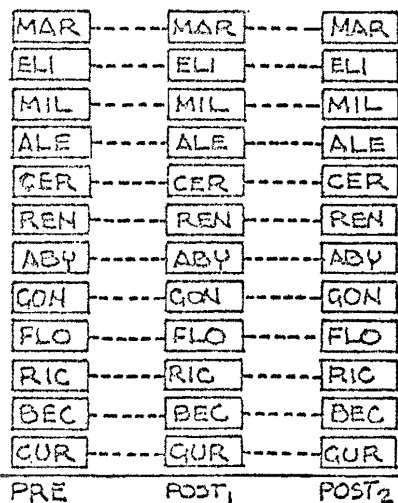 MAR MAR MAR
ELI ELI ELI
MIL MIL MIL
ALE ALE ALE
CER CER CER
REN REN REN
ABY ABY ABY
GON GON GON
FLO FLO FLO
RIC RIC RIC
BEC BEC BEC
GUR GUR GUR
PRE POST₁ POST₂